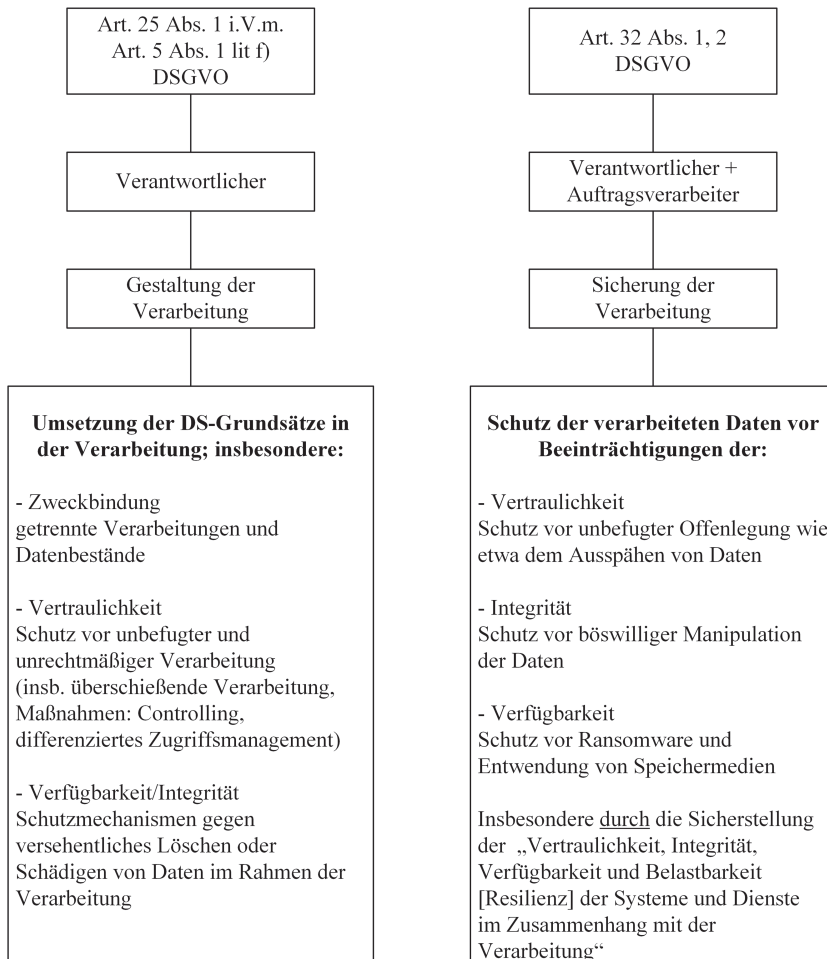 Art. 25 Abs. 1 i.V.m.
Art. 5 Abs. 1 lit f)
DSGVO
Verantwortlicher
Gestaltung der
Verarbeitung
Umsetzung der DS-Grundsätze in
der Verarbeitung; insbesondere:
- Zweckbindung
getrennte Verarbeitungen und
Datenbestände
- Vertraulichkeit
Schutz vor unbefugter und
unrechtmäßiger Verarbeitung
(insb. überschießende Verarbeitung,
Maßnahmen: Controlling,
differenziertes Zugriffsmanagement)
- Verfügbarkeit/Integrität
Schutzmechanismen gegen
versehentliches Löschen oder
Schädigen von Daten im Rahmen der
Verarbeitung
Art. 32 Abs. 1, 2
DSGVO
Verantwortlicher +
Auftragsverarbeiter
Sicherung der
Verarbeitung
Schutz der verarbeiteten Daten vor
Beeinträchtigungen der:
- Vertraulichkeit
Schutz vor unbefugter Offenlegung wie
etwa dem Ausspähen von Daten
- Integrität
Schutz vor böswilliger Manipulation
der Daten
- Verfügbarkeit
Schutz vor Ransomware und
Entwendung von Speichermedien
Insbesondere durch die Sicherstellung
der „Vertraulichkeit, Integrität,
Verfügbarkeit und Belastbarkeit
[Resilienz] der Systeme und Dienste
im Zusammenhang mit der
Verarbeitung“